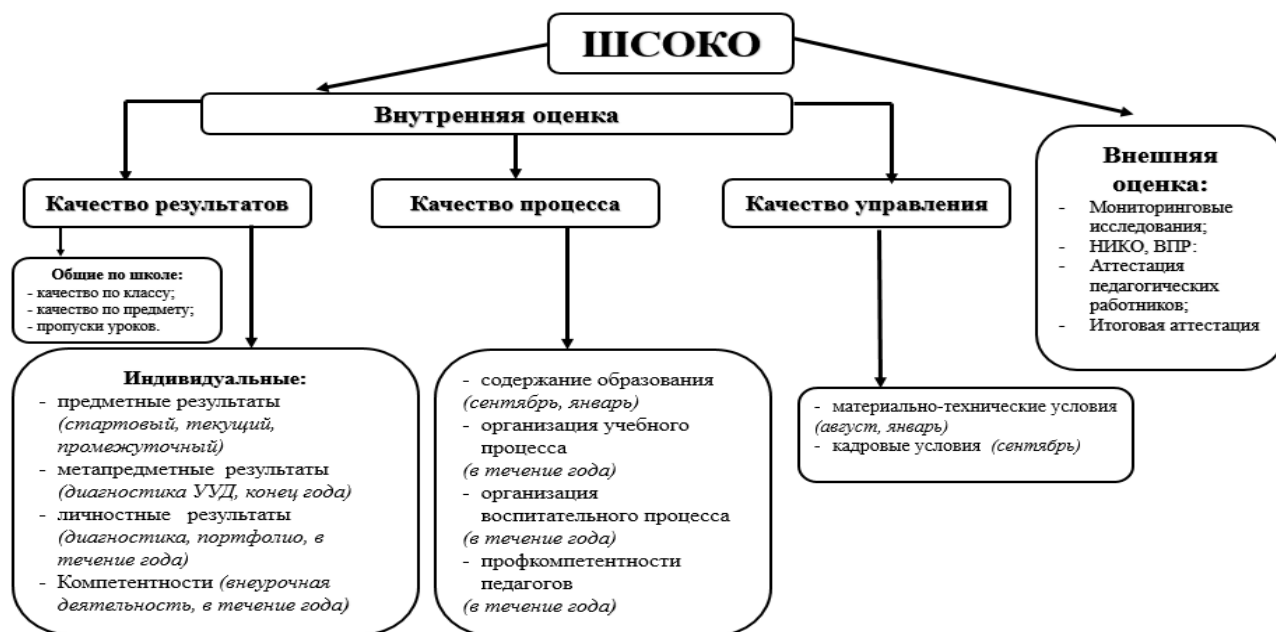 ШСОКО
Внутренняя оценка
Качество результатов
Качество процесса
Качество управления
Внешняя
оценка:
- Мониторинговые
исследования;
- НИКО, ВПР:
- Аттестация
педагогических
работников;
- Итоговая аттестация
Общие по школе:
- качество по классу;
- качество по предмету;
- пропуски уроков.
Индивидуальные:
- предметные результаты
(стартовый, текущий,
промежуточный)
- метапредметные результаты
(диагностика УУД, конец года)
- личностные результаты
(диагностика, портфолио, в
течение года)
- Компетентности (внеурочная
деятельность, в течение года)
- содержание образования
(сентябрь, январь)
- организация учебного
процесса
(в течение года)
- организация
воспитательного процесса
(в течение года)
- профкомпетентности
педагогов
(в течение года)
- материально-технические условия
(август, январь)
- кадровые условия (сентябрь)